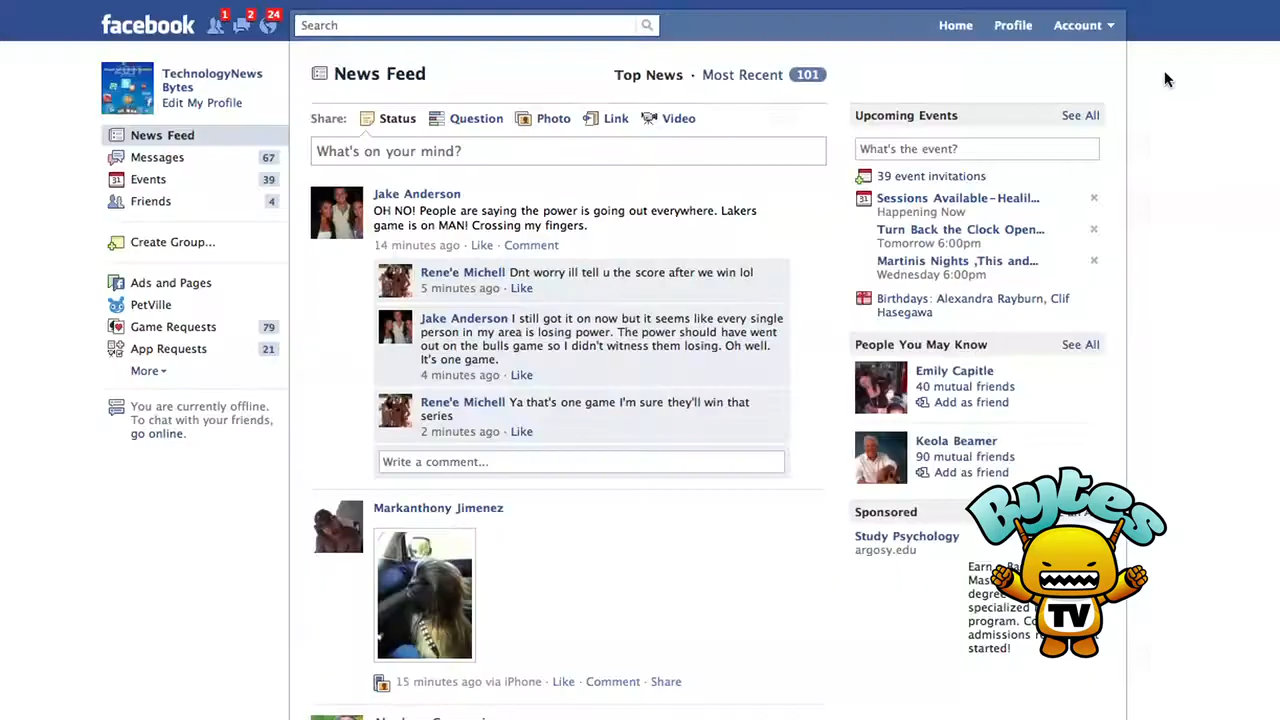 facebook
1
2
24
Search
Home
Profile
Account
TechnologyNews
Bytes
Edit My Profile
News Feed
Messages 67
Events 39
Friends 4
Create Group...
Ads and Pages
PetVille
Game Requests 79
App Requests 21
More
You are currently offline.
To chat with your friends,
go online.
News Feed
Top News · Most Recent 101
Share: Status Question Photo Link Video
What's on your mind?
Jake Anderson
OH NO! People are saying the power is going out everywhere. Lakers
game is on MAN! Crossing my fingers.
14 minutes ago · Like · Comment
Rene'e Michell Dnt worry ill tell u the score after we win lol
5 minutes ago · Like
Jake Anderson I still got it on now but it seems like every single
person in my area is losing power. The power should have went
out on the bulls game so I didn't witness them losing. Oh well.
It's one game.
4 minutes ago · Like
Rene'e Michell Ya that's one game I'm sure they'll win that
series
2 minutes ago · Like
Write a comment...
Markanthony Jimenez
15 minutes ago via iPhone · Like · Comment · Share
Upcoming Events See All
What's the event?
39 event invitations
31
Sessions Available-Healil...
Happening Now
Turn Back the Clock Open...
Tomorrow 6:00pm
Martinis Nights ,This and...
Wednesday 6:00pm
Birthdays: Alexandra Rayburn, Clif
Hasegawa
People You May Know See All
Emily Capitle
40 mutual friends
Add as friend
Keola Beamer
90 mutual friends
Add as friend
Sponsored
Study Psychology
argosy.edu
Earn
degree
specialized
program.
admissions
started!
Bytes
TV